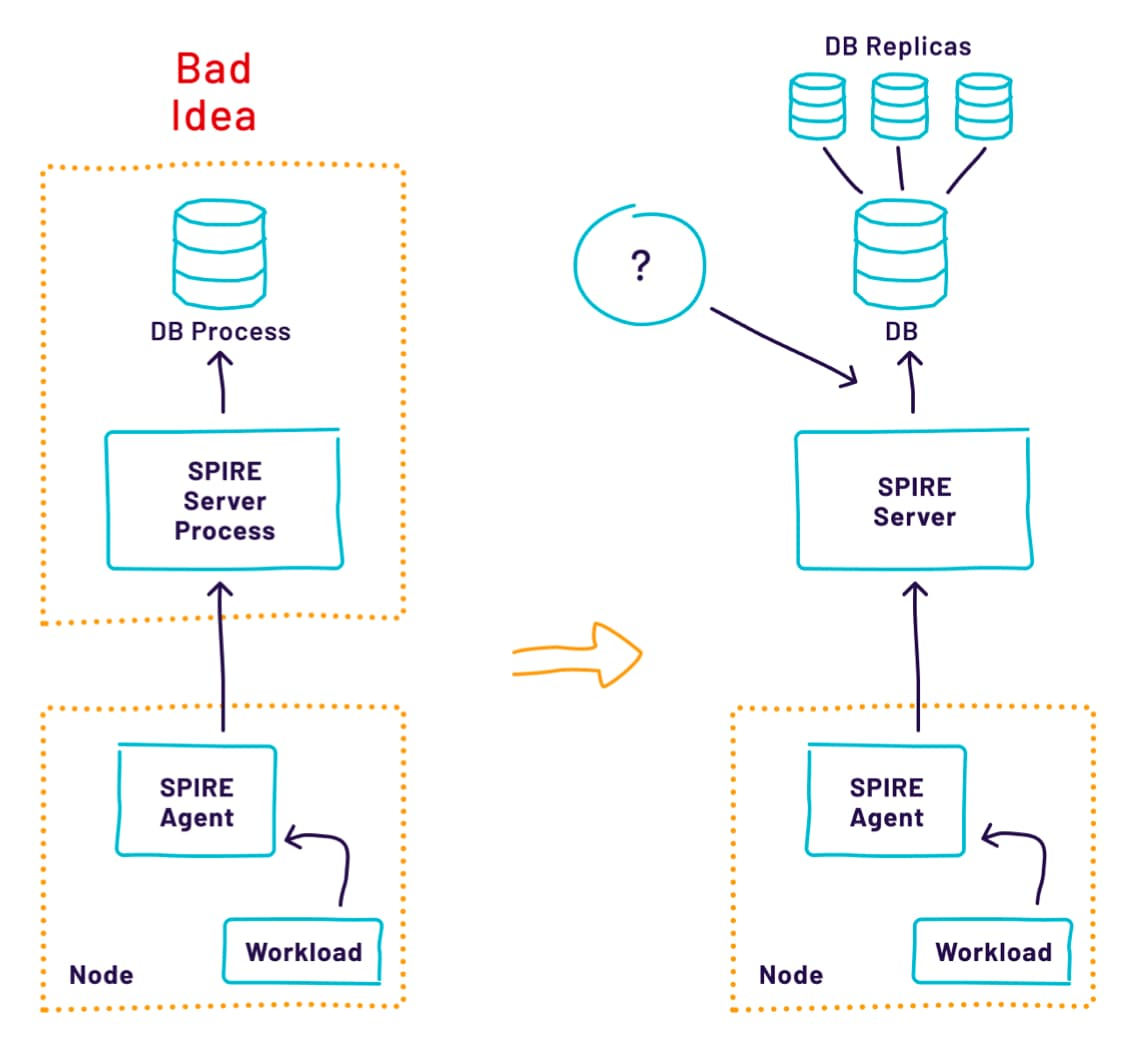 Bad
Idea
DB Process
SPIRE
Server
Process
SPIRE
Agent
Workload
Node
DB Replicas
?
DB
SPIRE
Server
SPIRE
Agent
Workload
Node